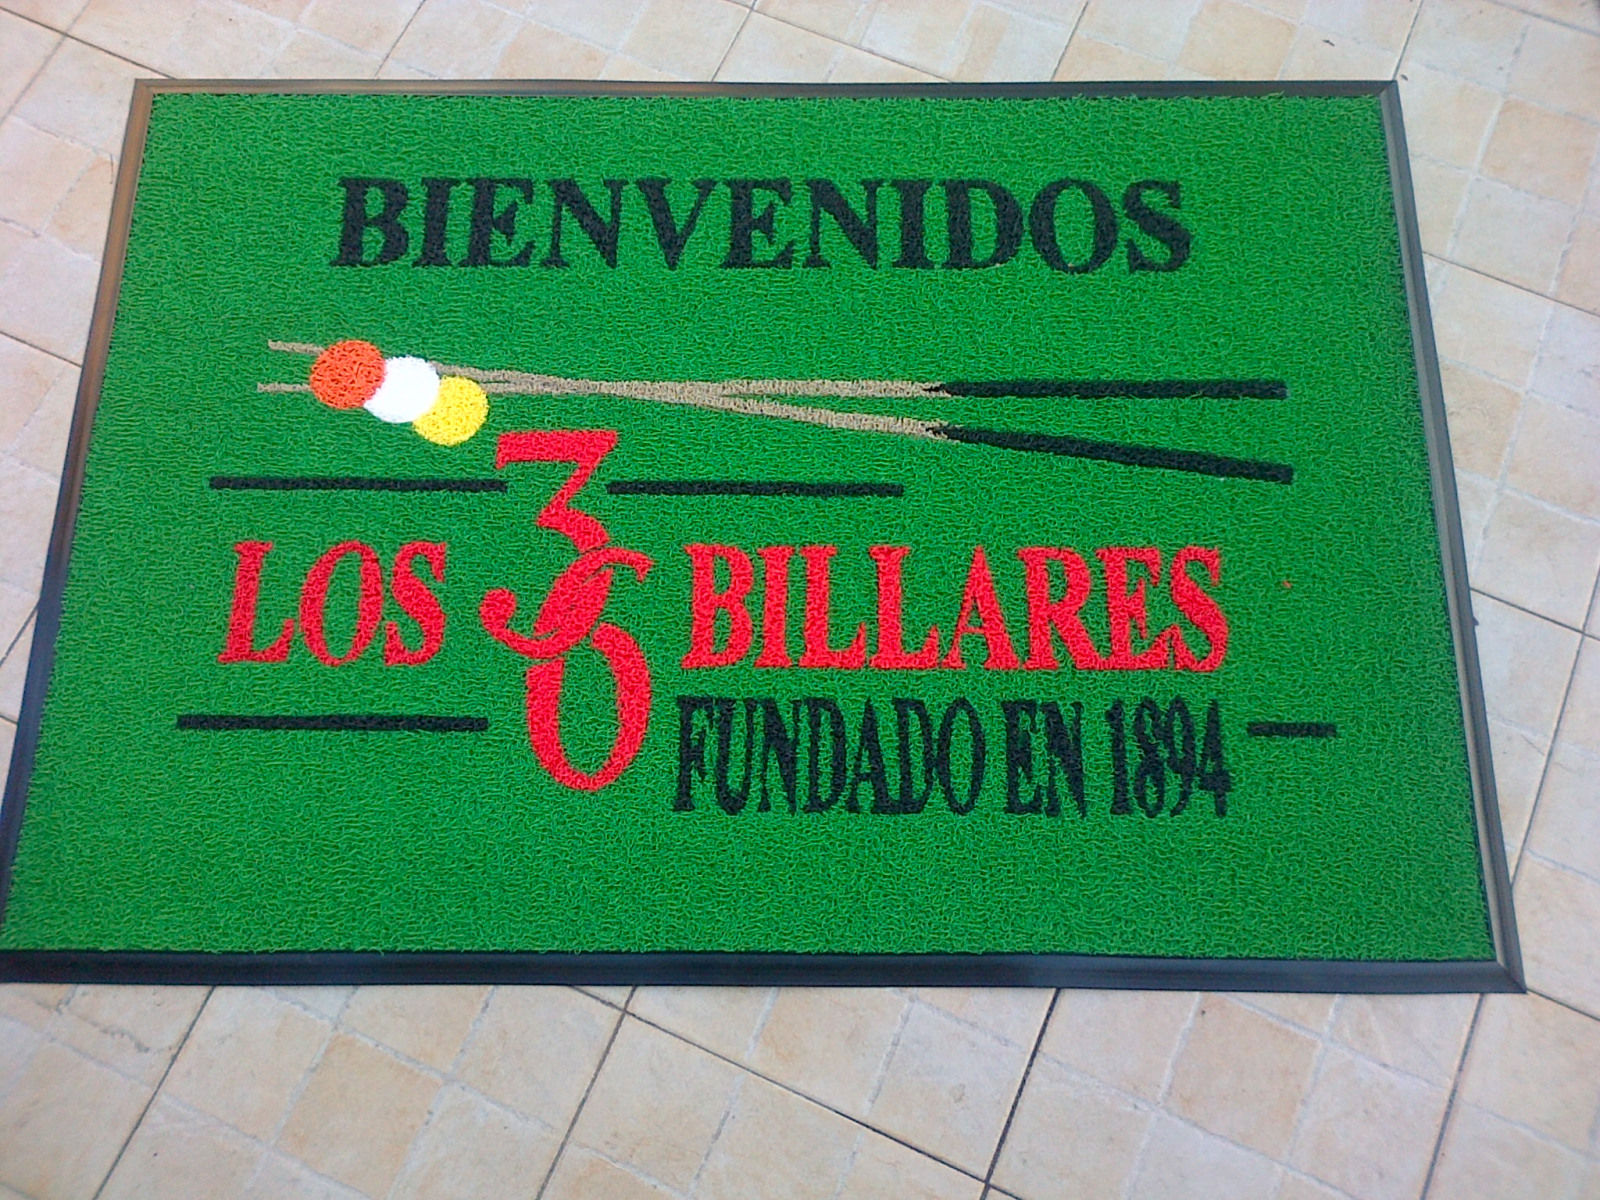 BIENVENIDOS
LOS 36 BILLARES
FUNDADO EN 1894